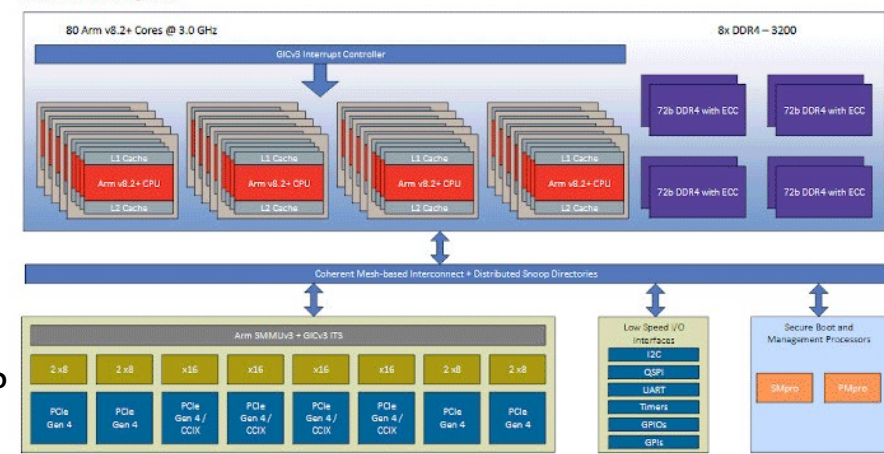 80 Arm v8.2+ Cores @ 3.0 GHz
8x DDR4 – 3200
GICv3 Interrupt Controller
72b DDR4 with ECC
72b DDR4 with ECC
L1 Cache
L1 Cache
L1 Cache
L1 Cache
Arm v8.2+ CPU
Arm v8.2+ CPU
Arm v8.2+ CPU
Arm v8.2+ CPU
72b DDR4 with ECC
72b DDR4 with ECC
L2 Cache
L2 Cache
L2 Cache
L2 Cache
Coherent Mesh-based Interconnect + Distributed Snoop Directories
Arm SMMUv3 + GICv3 ITS
2 x8
2 x8
x16
x16
x16
x16
2 x8
2 x8
PCIe
Gen 4
PCIe
Gen 4
PCIe
Gen 4 /
CCIX
PCIe
Gen 4 /
CCIX
PCIe
Gen 4 /
CCIX
PCIe
Gen 4 /
CCIX
PCIe
Gen 4
PCIe
Gen 4
Low Speed I/O
Interfaces
I2C
QSPI
UART
Timers
GPIOs
GPIs
Secure Boot and
Management Processors
SMpro
PMpro